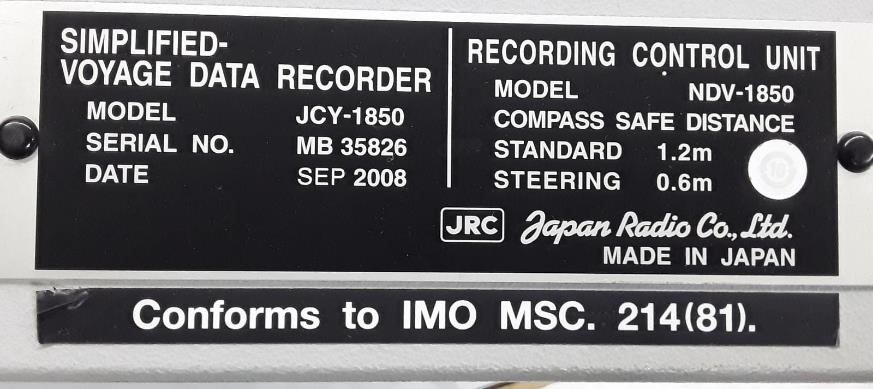 SIMPLIFIED-
VOYAGE DATA RECORDER
MODEL JCY-1850
SERIAL NO. MB 35826
DATE SEP 2008
RECORDING CONTROL UNIT
MODEL NDV-1850
COMPASS SAFE DISTANCE
STANDARD 1.2m
STEERING 0.6m
JRC Japan Radio Co., Ltd.
MADE IN JAPAN
Conforms to IMO MSC. 214(81).